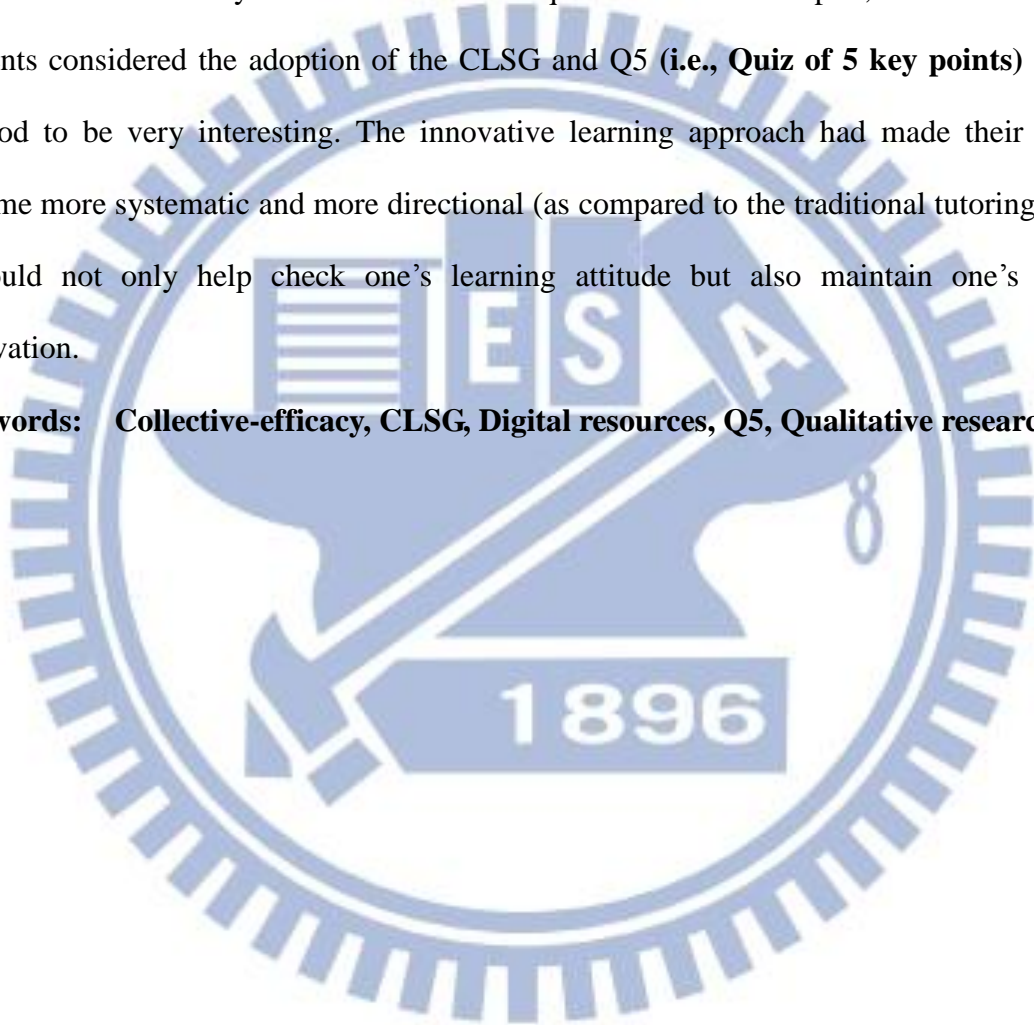 nts considered the adoption of the CLSG and Q5 (i.e., Quiz of 5 key points)
od to be very interesting. The innovative learning approach had made their
me more systematic and more directional (as compared to the traditional tutoring
ould not only help check one's learning attitude but also maintain one's
vation.
words: Collective-efficacy, CLSG, Digital resources, Q5, Qualitative researc
E S A
1896